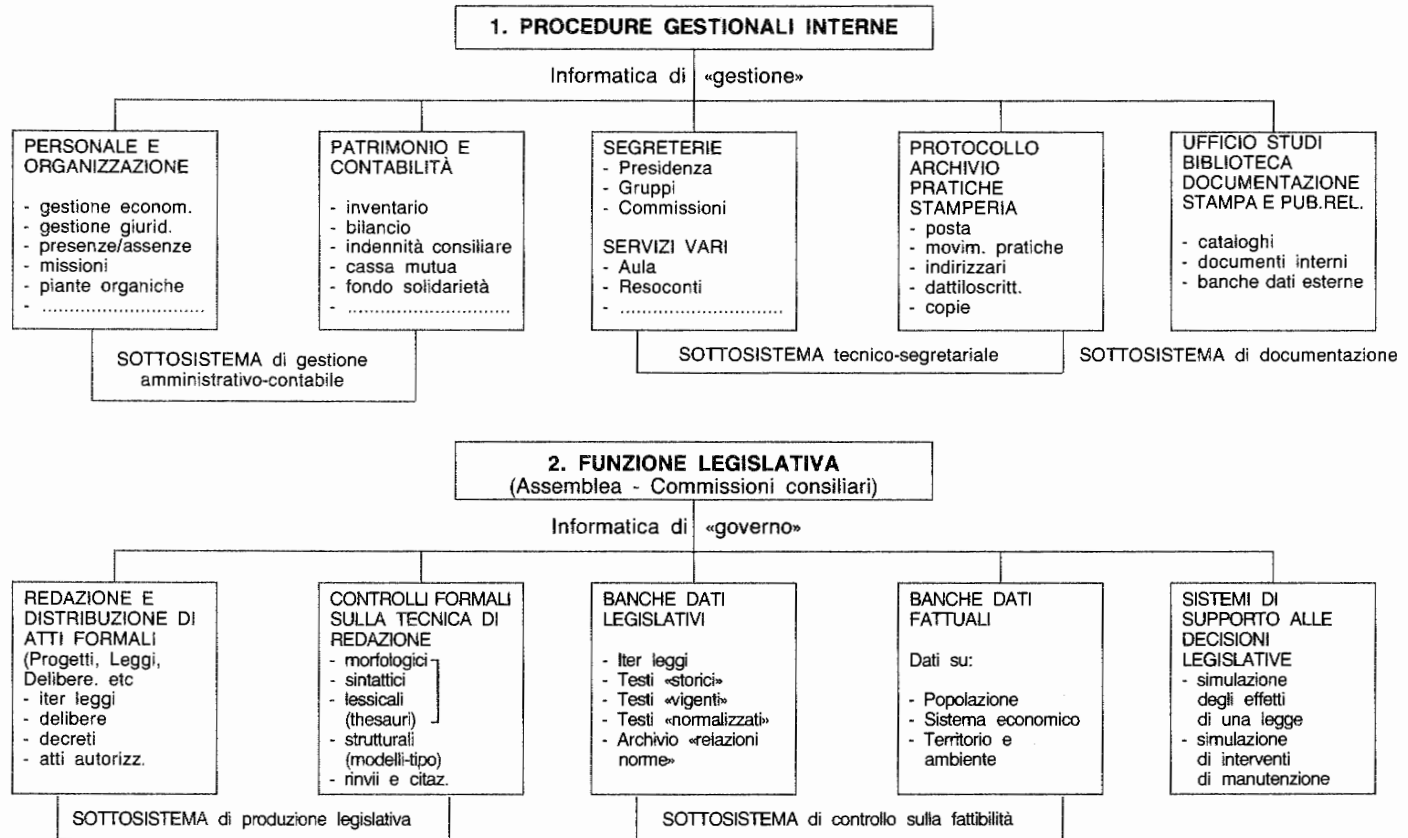 1. PROCEDURE GESTIONALI INTERNE
Informatica di «gestione»
PERSONALE E
ORGANIZZAZIONE
- gestione econom.
- gestione giurid.
- presenze/assenze
- missioni
- piante organiche
- ................................
PATRIMONIO E
CONTABILITÀ
- inventario
- bilancio
- indennità consiliare
- cassa mutua
- fondo solidarietà
- ................................
SEGRETERIE
- Presidenza
- Gruppi
- Commissioni
SERVIZI VARI
- Aula
- Resoconti
- ................................
PROTOCOLLO
ARCHIVIO
PRATICHE
STAMPERIA
- posta
- movim. pratiche
- indirizzari
- dattiloscritt.
- copie
UFFICIO STUDI
BIBLIOTECA
DOCUMENTAZIONE
STAMPA E PUB.REL.
- cataloghi
- documenti interni
- banche dati esterne
SOTTOSISTEMA di gestione
amministrativo-contabile
SOTTOSISTEMA tecnico-segretariale
SOTTOSISTEMA di documentazione
2. FUNZIONE LEGISLATIVA
(Assemblea - Commissioni consiliari)
Informatica di «governo»
REDAZIONE E
DISTRIBUZIONE DI
ATTI FORMALI
(Progetti, Leggi,
Delibere. etc
- iter leggi
- delibere
- decreti
- atti autorizz.
CONTROLLI FORMALI
SULLA TECNICA DI
REDAZIONE
- morfologici
- sintattici
- lessicali
(thesauri)
- strutturali
(modelli-tipo)
- rinvii e citaz.
BANCHE DATI
LEGISLATIVI
- Iter leggi
- Testi «storici»
- Testi «vigenti»
- Testi «normalizzati»
- Archivio «relazioni
norme»
BANCHE DATI
FATTUALI
Dati su:
- Popolazione
- Sistema economico
- Territorio e
ambiente
SISTEMI DI
SUPPORTO ALLE
DECISIONI
LEGISLATIVE
- simulazione
degli effetti
di una legge
- simulazione
di interventi
di manutenzione
SOTTOSISTEMA di produzione legislativa
SOTTOSISTEMA di controllo sulla fattibilità